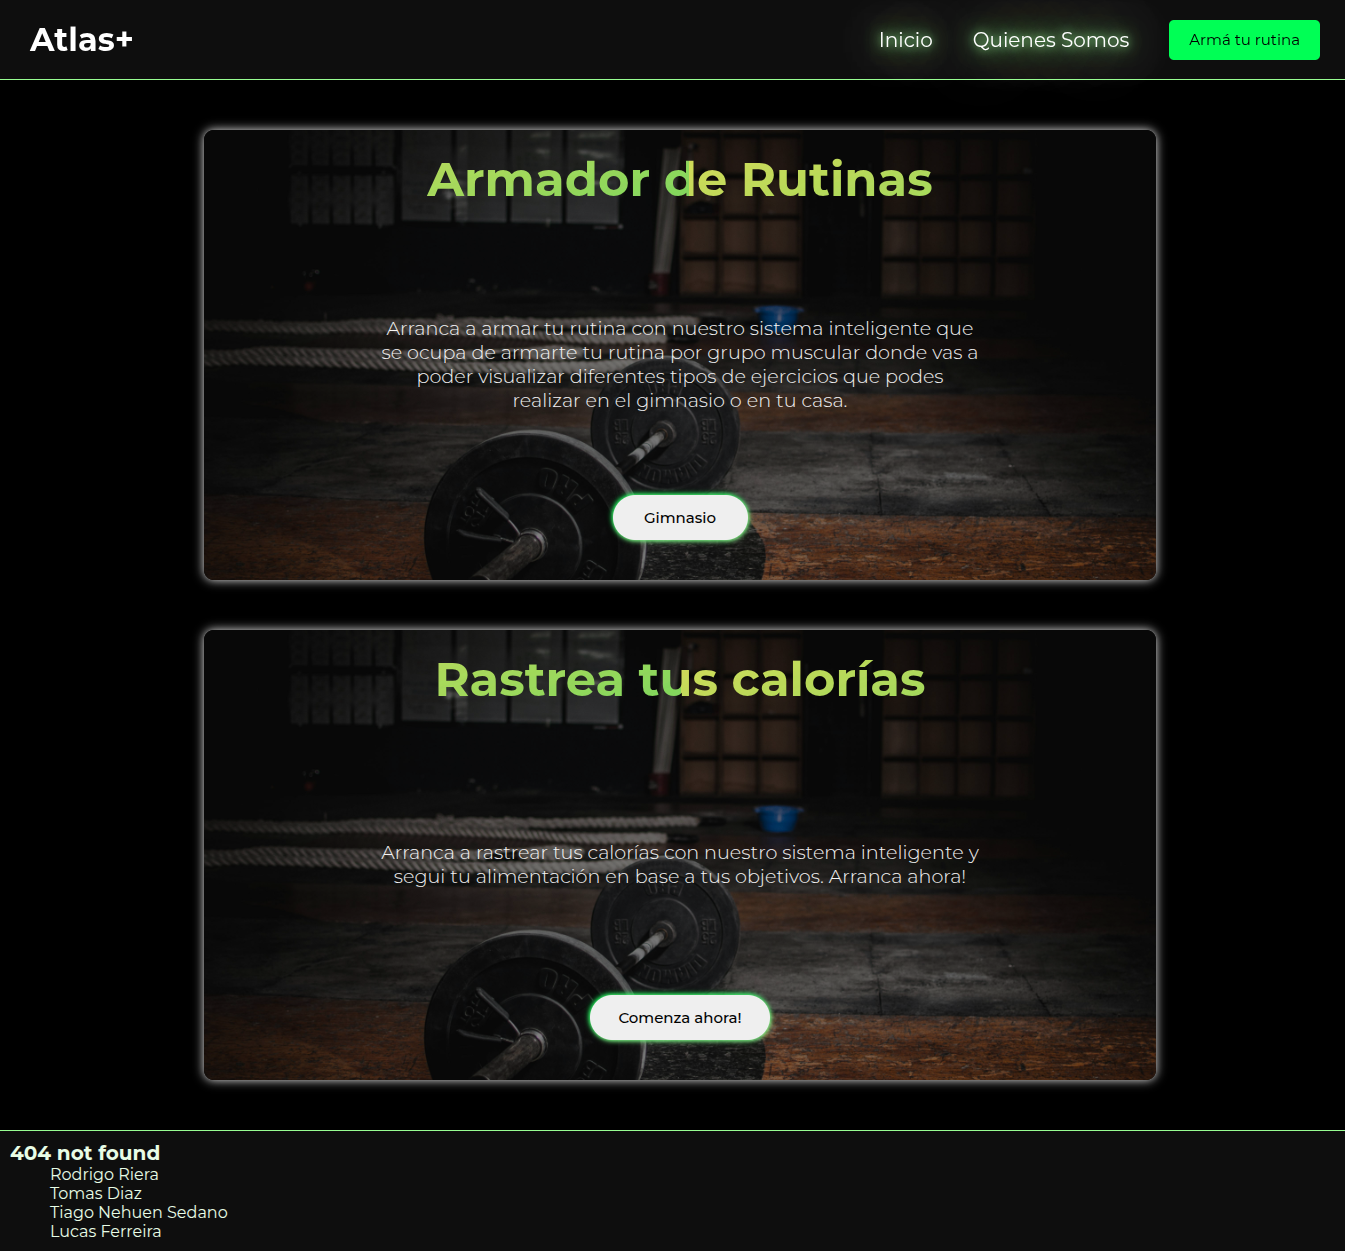 Atlas+
Inicio
Quienes Somos
Armá tu rutina
Armador de Rutinas
Arranca a armar tu rutina con nuestro sistema inteligente que
se ocupa de armarte tu rutina por grupo muscular donde vas a
poder visualizar diferentes tipos de ejercicios que podes
realizar en el gimnasio o en tu casa.
Gimnasio
Rastrea tus calorías
Arranca a rastrear tus calorías con nuestro sistema inteligente y
segui tu alimentación en base a tus objetivos. Arranca ahora!
Comenza ahora!
404 not found
Rodrigo Riera
Tomas Diaz
Tiago Nehuen Sedano
Lucas Ferreira